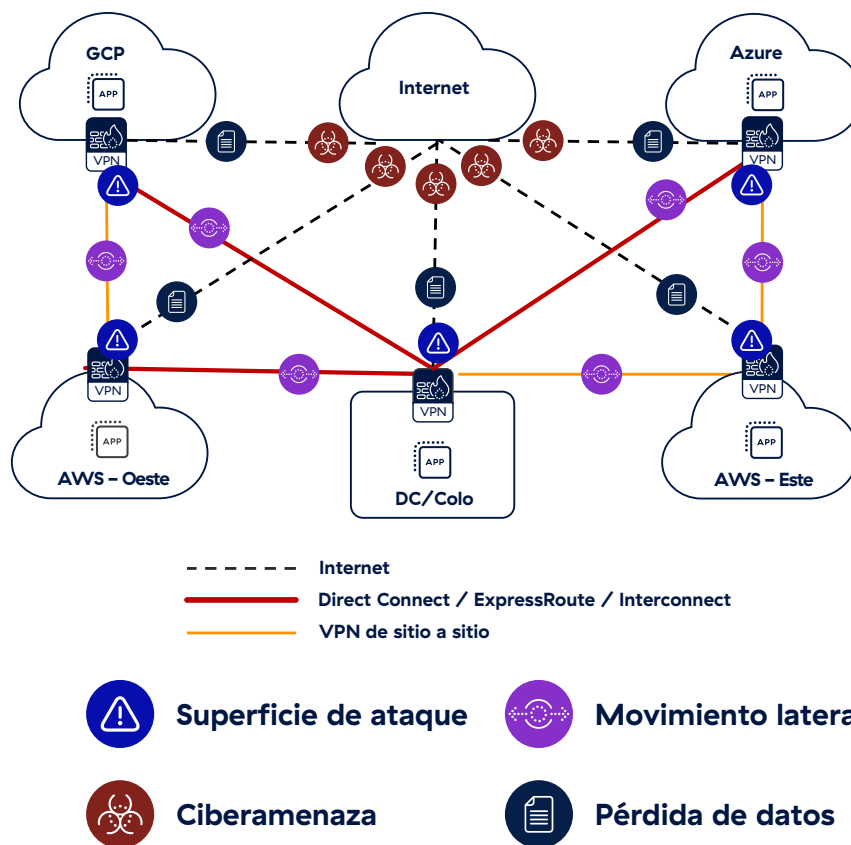 GCP
Internet
Azure
APP
APP
VPN
VPN
VPN
VPN
VPN
APP
APP
APP
AWS – Oeste
DC/Colo
AWS – Este
Internet
Direct Connect / ExpressRoute / Interconnect
VPN de sitio a sitio
Superficie de ataque
Movimiento latera
Ciberamenaza
Pérdida de datos